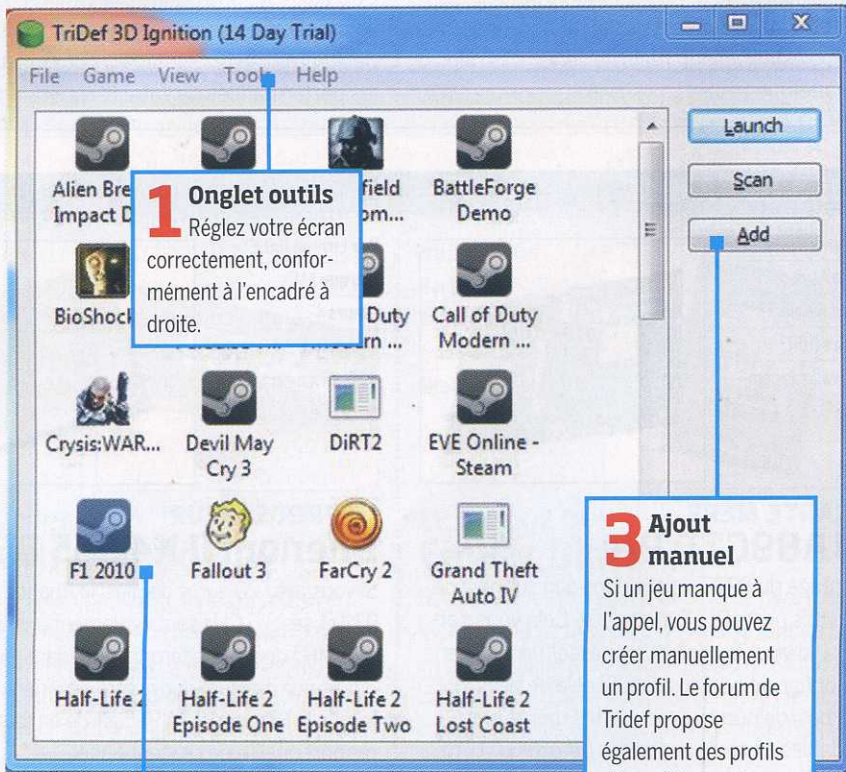 TriDef 3D Ignition (14 Day Trial)
File Game View Tools Help
Launch
Scan
Add
Alien Bre
Impact D
field
om...
BattleForge
Demo
1 Onglet outils
Réglez votre écran
correctement, confor-
mément à l'encadré à
droite.
BioShock
Duty
ern ...
Call of Duty
Modern ...
Crysis:WAR...
Devil May
Cry 3
DiRT2
EVE Online -
Steam
F1 2010
Fallout 3
FarCry 2
Grand Theft
Auto IV
Half-Life 2
Half-Life 2
Episode One
Half-Life 2
Episode Two
Half-Life 2
Lost Coast
3 Ajout
manuel
Si un jeu manque à
l'appel, vous pouvez
créer manuellement
un profil. Le forum de
Tridef propose
également des profils